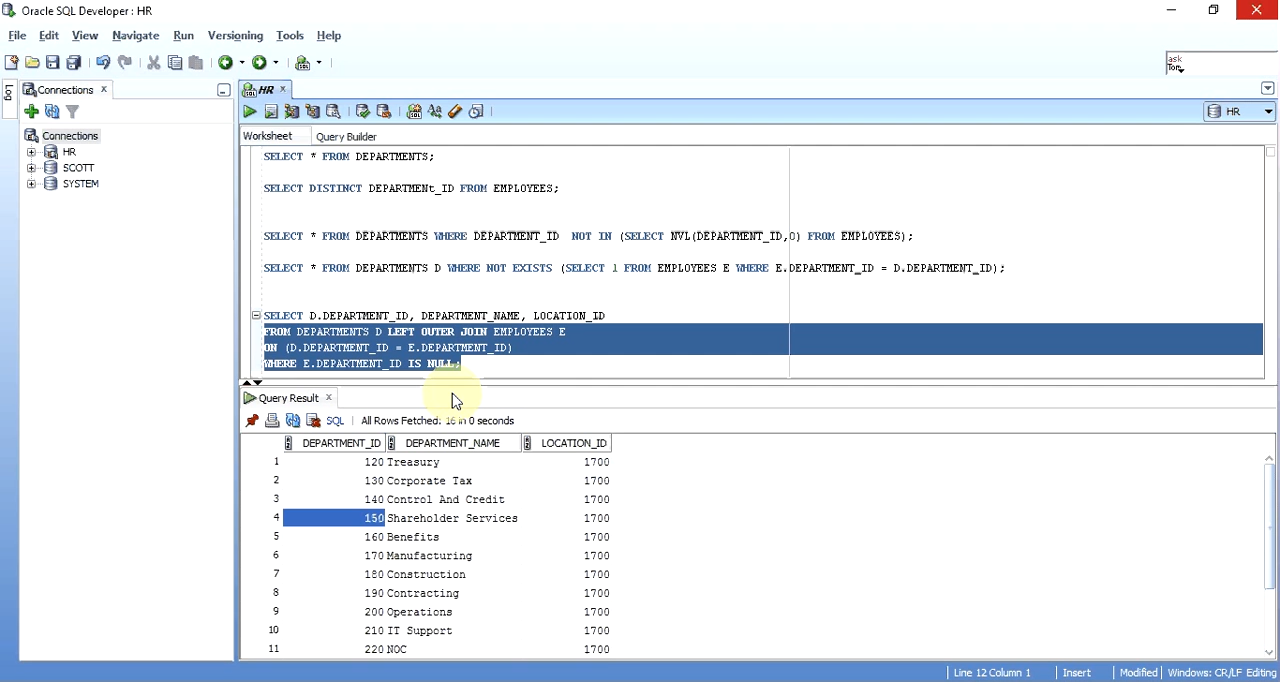 Oracle SQL Developer : HR
File Edit View Navigate Run Versioning Tools Help
ask
Tom
Log
Connections
HR
HR
Worksheet Query Builder
Connections
HR
SCOTT
SYSTEM
SELECT * FROM DEPARTMENTS;
SELECT DISTINCT DEPARTMENt_ID FROM EMPLOYEES;
SELECT * FROM DEPARTMENTS WHERE DEPARTMENT_ID NOT IN (SELECT NVL(DEPARTMENT_ID,0) FROM EMPLOYEES);
SELECT * FROM DEPARTMENTS D WHERE NOT EXISTS (SELECT 1 FROM EMPLOYEES E WHERE E.DEPARTMENT_ID = D.DEPARTMENT_ID);
SELECT D.DEPARTMENT_ID, DEPARTMENT_NAME, LOCATION_ID
FROM DEPARTMENTS D LEFT OUTER JOIN EMPLOYEES E
ON (D.DEPARTMENT_ID = E.DEPARTMENT_ID)
WHERE E.DEPARTMENT_ID IS NULL;
Query Result
SQL | All Rows Fetched: 16 in 0 seconds
DEPARTMENT_ID DEPARTMENT_NAME LOCATION_ID
1 120 Treasury 1700
2 130 Corporate Tax 1700
3 140 Control And Credit 1700
4 150 Shareholder Services 1700
5 160 Benefits 1700
6 170 Manufacturing 1700
7 180 Construction 1700
8 190 Contracting 1700
9 200 Operations 1700
10 210 IT Support 1700
11 220 NOC 1700
Line 12 Column 1 | Insert | Modified | Windows: CR/LF Editing